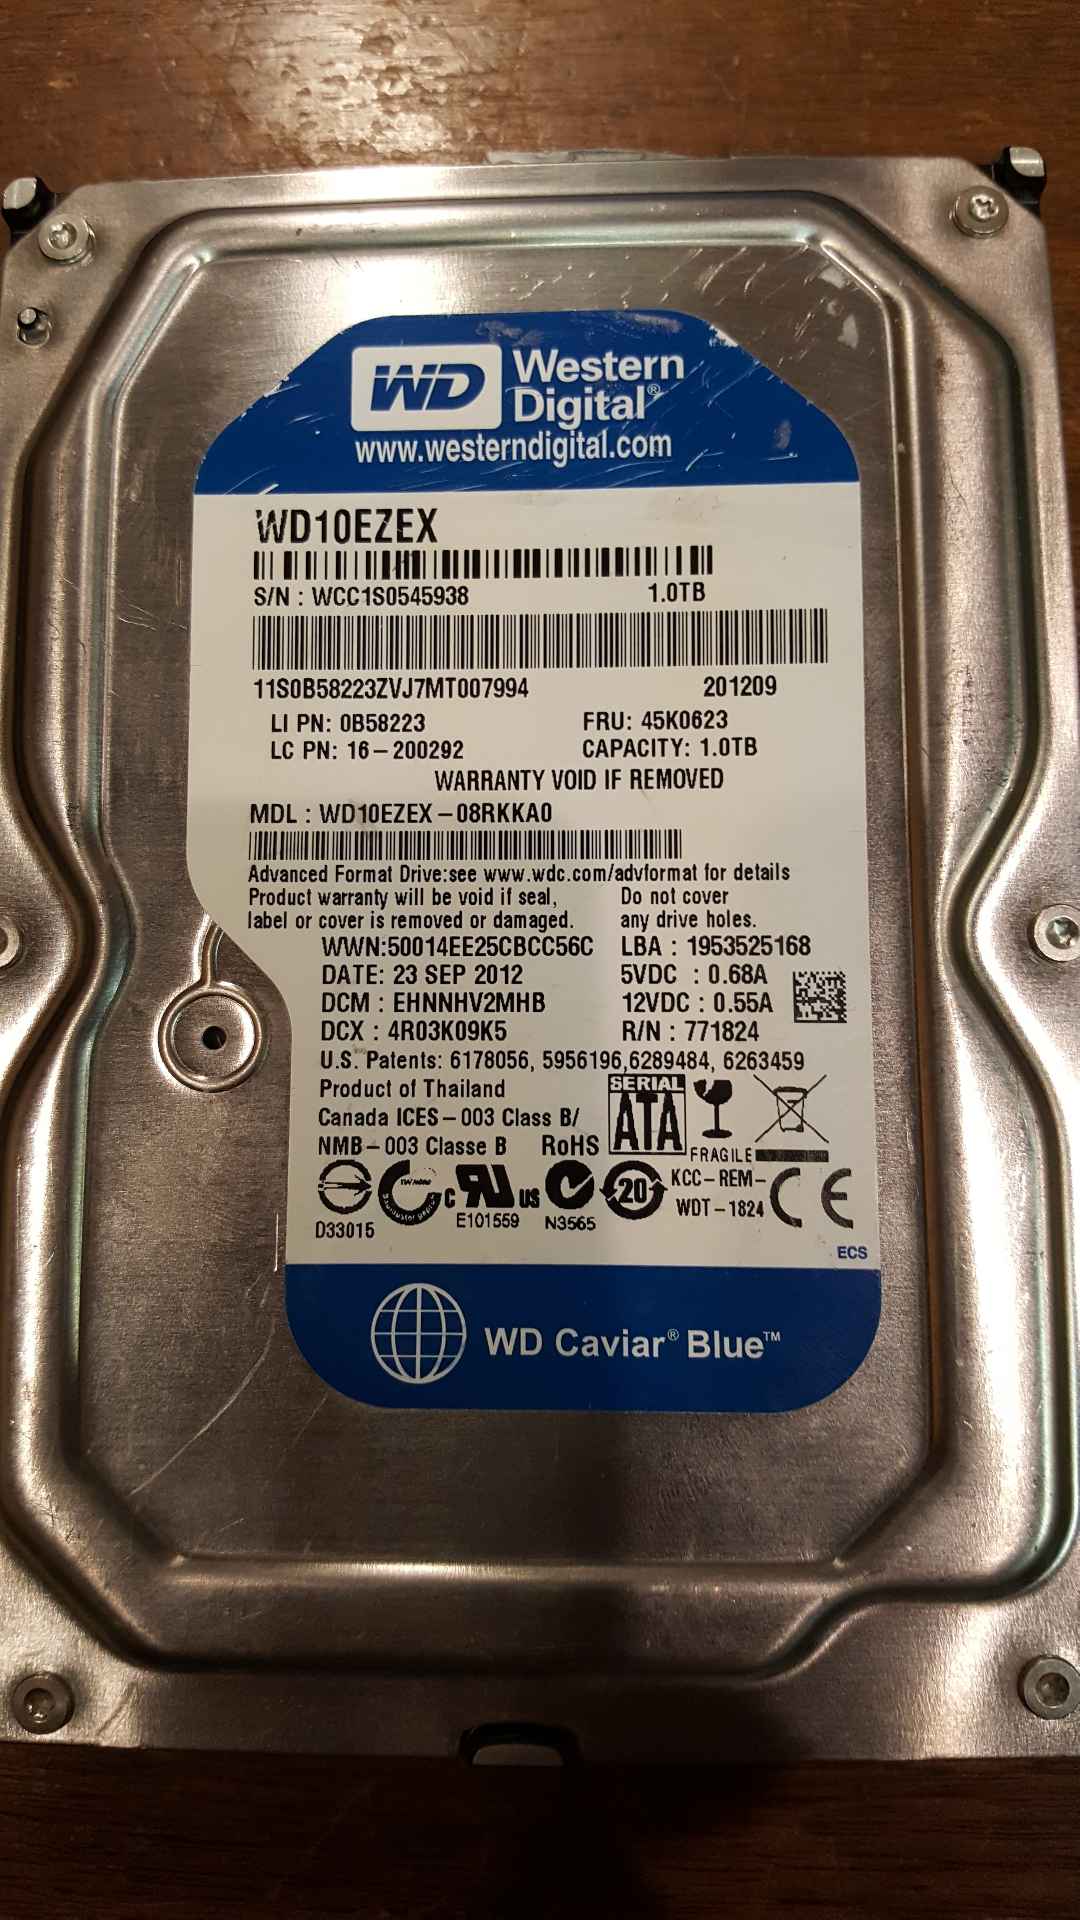 WD Western
Digital®
www.westerndigital.com
WD10EZEX
S/N : WCC1S0545938 1.0TB
11S0B58223ZVJ7MT007994 201209
LI PN: 0B58223 FRU: 45K0623
LC PN: 16-200292 CAPACITY: 1.0TB
WARRANTY VOID IF REMOVED
MDL : WD10EZEX-08RKKA0
Advanced Format Drive:see www.wdc.com/advformat for details
Product warranty will be void if seal, Do not cover
label or cover is removed or damaged. any drive holes.
WWN:50014EE25CBCC56C LBA : 1953525168
DATE: 23 SEP 2012 5VDC : 0.68A
DCM : EHNNHV2MHB 12VDC : 0.55A
DCX : 4R03K09K5 R/N : 771824
U.S. Patents: 6178056, 5956196,6289484, 6263459
Product of Thailand SERIAL
Canada ICES-003 Class B/ ATA
NMB-003 Classe B RoHS FRAGILE
c RU US 20 KCC-REM-
WDT-1824 CE
D33015 E101559 N3565
ECS
WD Caviar® Blue™